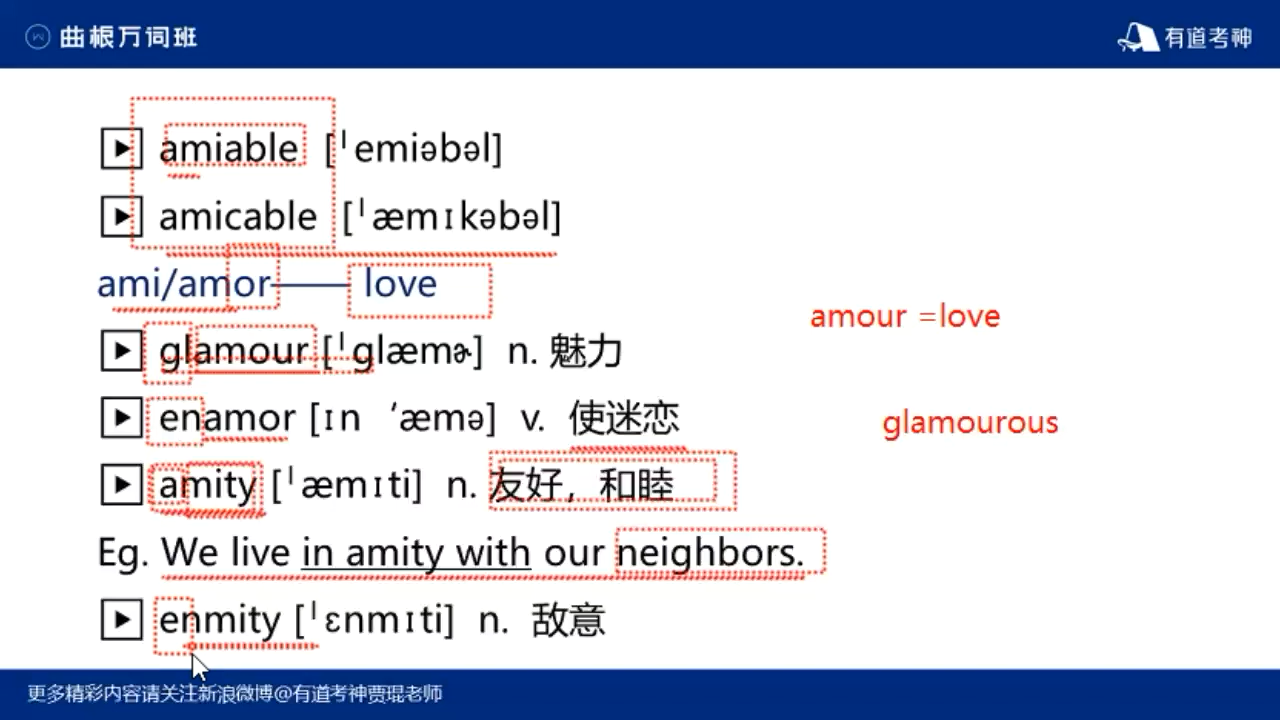 曲根万词班
有道考神
amiable [ˈemiəbəl]
amicable [ˈæmɪkəbəl]
ami/amor——love
amour =love
glamour [ˈglæmɚ] n. 魅力
enamor [ɪn ‘æmə] v. 使迷恋
glamourous
amity [ˈæmɪti] n. 友好，和睦
Eg. We live in amity with our neighbors.
enmity [ˈɛnmɪti] n. 敌意
更多精彩内容请关注新浪微博@有道考神贾琨老师